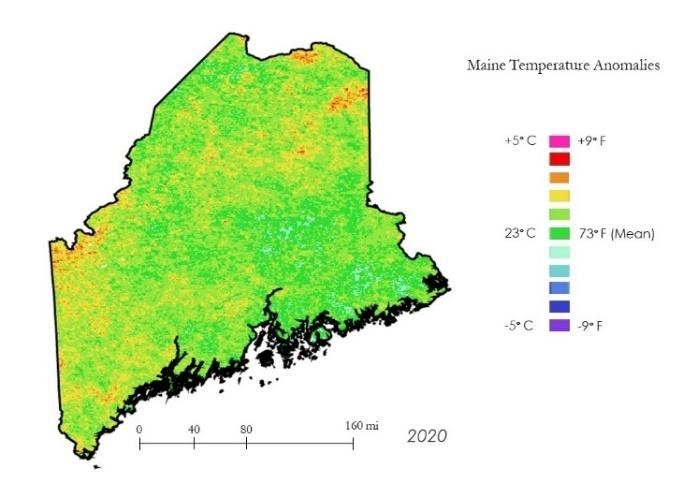 Maine Temperature Anomalies
+5° C +9° F
23° C 73° F (Mean)
-5° C -9° F
0 40 80 160 mi
2020